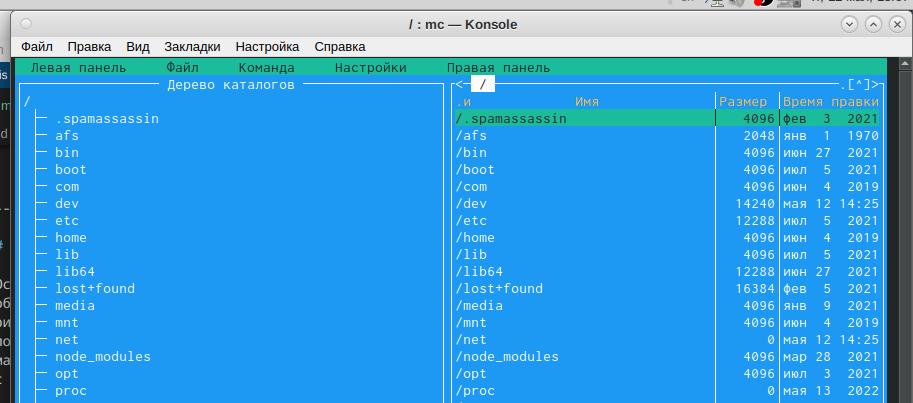 / : mc — Konsole
Файл Правка Вид Закладки Настройка Справка
Левая панель Файл Команда Настройки Правая панель
Дерево каталогов
/
.spamassassin
afs
bin
boot
com
dev
etc
home
lib
lib64
lost+found
media
mnt
net
node_modules
opt
proc
<─ / .[^]>
.и Имя Размер Время правки
/.spamassassin 4096 фев 3 2021
/afs 2048 янв 1 1970
/bin 4096 июн 27 2021
/boot 4096 июл 5 2021
/com 4096 июн 4 2019
/dev 14240 мая 12 14:25
/etc 12288 июл 5 2021
/home 4096 июн 4 2019
/lib 4096 июл 5 2021
/lib64 12288 июн 27 2021
/lost+found 16384 фев 5 2021
/media 4096 янв 9 2021
/mnt 4096 июн 4 2019
/net 0 мая 12 14:25
/node_modules 4096 мар 28 2021
/opt 4096 июл 3 2021
/proc 0 мая 13 2022